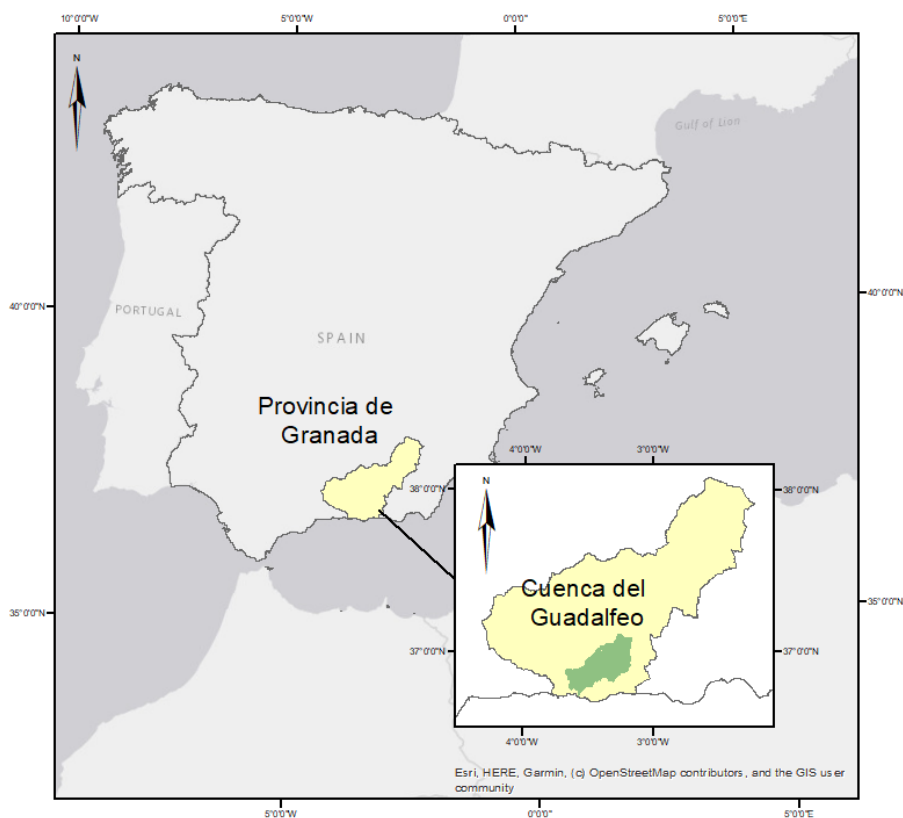 10°0'0"W
5°0'0"W
0°0'0"
5°0'0"E
N
Gulf of Lion
40°0'0"N
40°0'0"N
PORTUGAL
SPAIN
Provincia de
Granada
4°0'0"W
3°0'0"W
38°0'0"N
38°0'0"N
N
Cuenca del
Guadalfeo
35°0'0"N
35°0'0"N
37°0'0"N
37°0'0"N
4°0'0"W
3°0'0"W
Esri, HERE, Garmin, (c) OpenStreetMap contributors, and the GIS user
community
5°0'0"W
0°0'0"
5°0'0"E